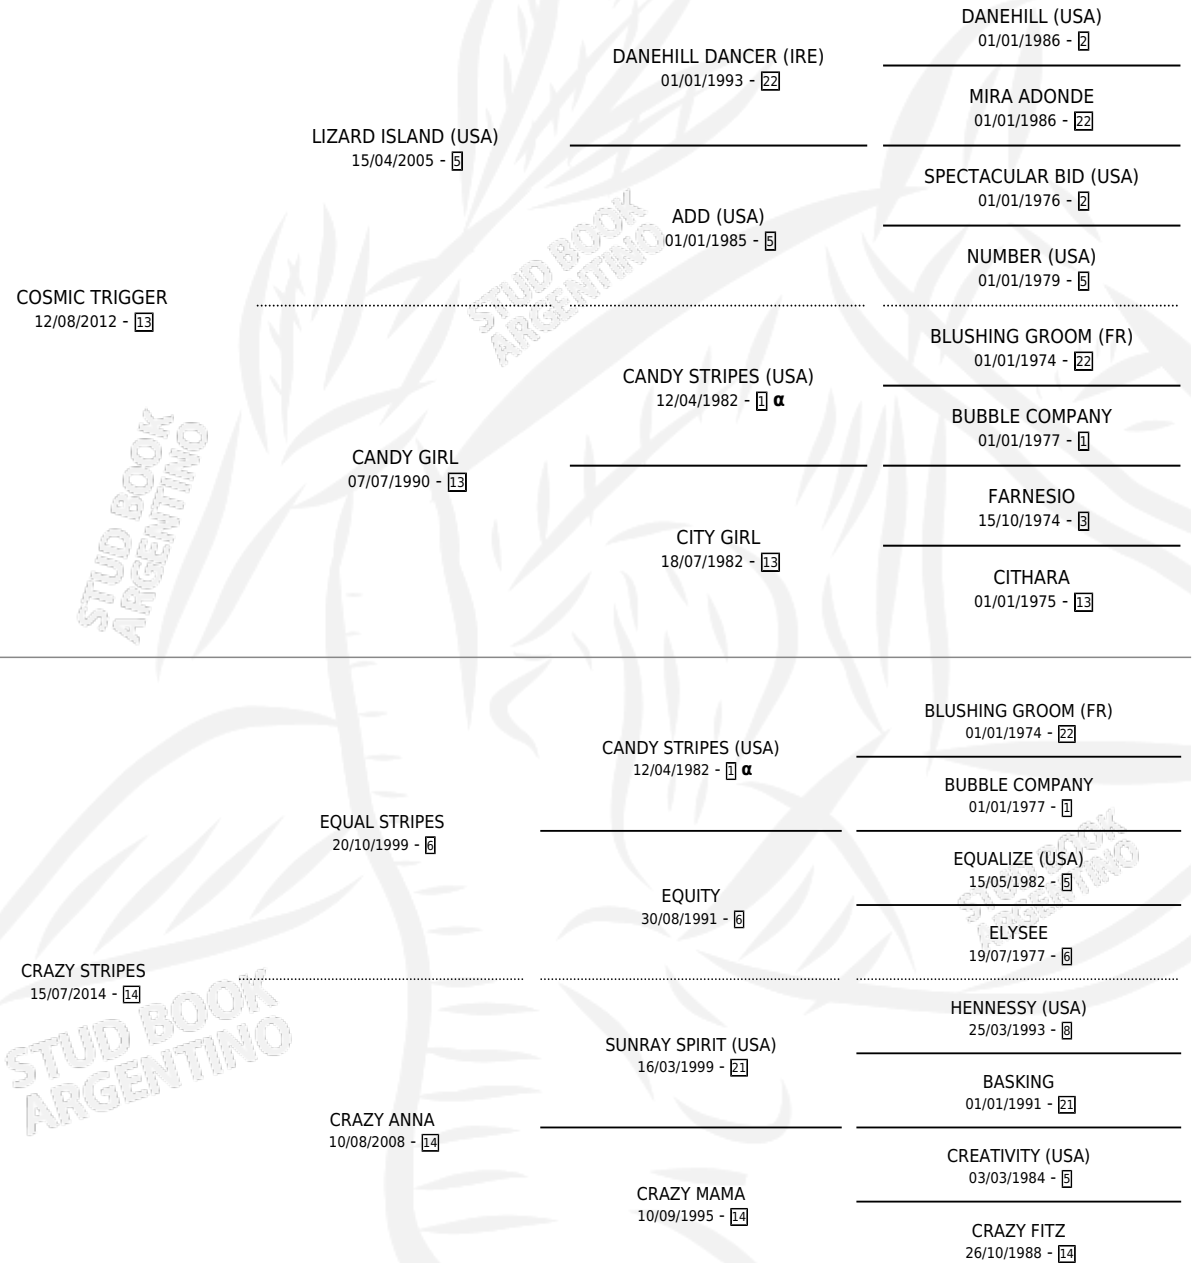 DANEHILL (USA)
01/01/1986 - 2
DANEHILL DANCER (IRE)
01/01/1993 - 22
MIRA ADONDE
01/01/1986 - 22
LIZARD ISLAND (USA)
15/04/2005 - 5
SPECTACULAR BID (USA)
01/01/1976 - 2
ADD (USA)
01/01/1985 - 5
NUMBER (USA)
01/01/1979 - 5
COSMIC TRIGGER
12/08/2012 - 13
BLUSHING GROOM (FR)
01/01/1974 - 22
CANDY STRIPES (USA)
12/04/1982 - 1 α
BUBBLE COMPANY
01/01/1977 - 1
CANDY GIRL
07/07/1990 - 13
FARNESIO
15/10/1974 - 3
CITY GIRL
18/07/1982 - 13
CITHARA
01/01/1975 - 13
BLUSHING GROOM (FR)
01/01/1974 - 22
CANDY STRIPES (USA)
12/04/1982 - 1 α
BUBBLE COMPANY
01/01/1977 - 1
EQUAL STRIPES
20/10/1999 - 6
EQUALIZE (USA)
15/05/1982 - 5
EQUITY
30/08/1991 - 6
ELYSEE
19/07/1977 - 6
CRAZY STRIPES
15/07/2014 - 14
HENNESSY (USA)
25/03/1993 - 8
SUNRAY SPIRIT (USA)
16/03/1999 - 21
BASKING
01/01/1991 - 21
CRAZY ANNA
10/08/2008 - 14
CREATIVITY (USA)
03/03/1984 - 5
CRAZY MAMA
10/09/1995 - 14
CRAZY FITZ
26/10/1988 - 14
STUD BOOK
ARGENTINO
STUD BOOK
ARGENTINO
STUD BOOK
ARGENTINO
STUD BOOK
ARGENTINO